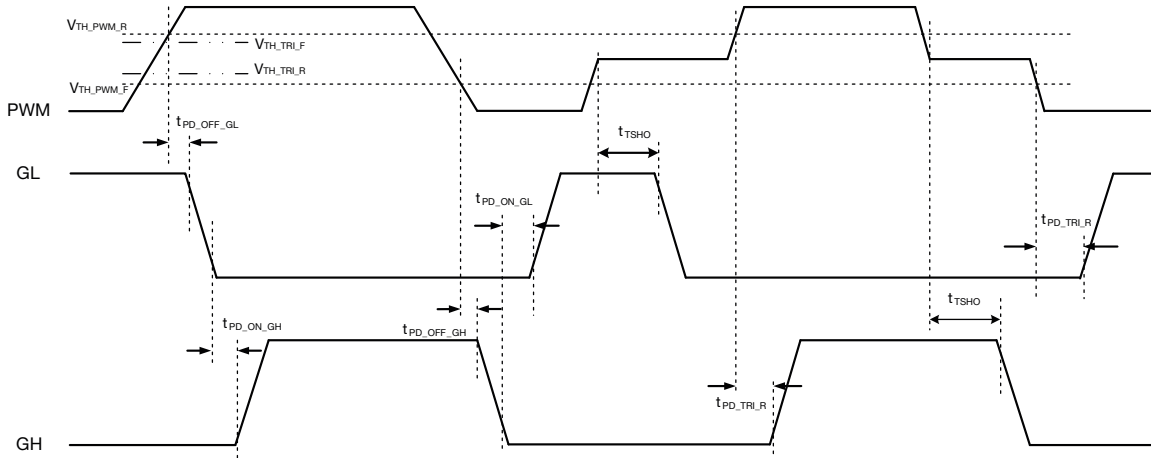 VTH_PWM_R
VTH_TRI_F
VTH_TRI_R
VTH_PWM_F
PWM
tPD_OFF_GL
tTSHO
GL
tPD_ON_GL
tPD_TRI_R
tTSHO
tPD_ON_GH
tPD_OFF_GH
tPD_TRI_R
GH